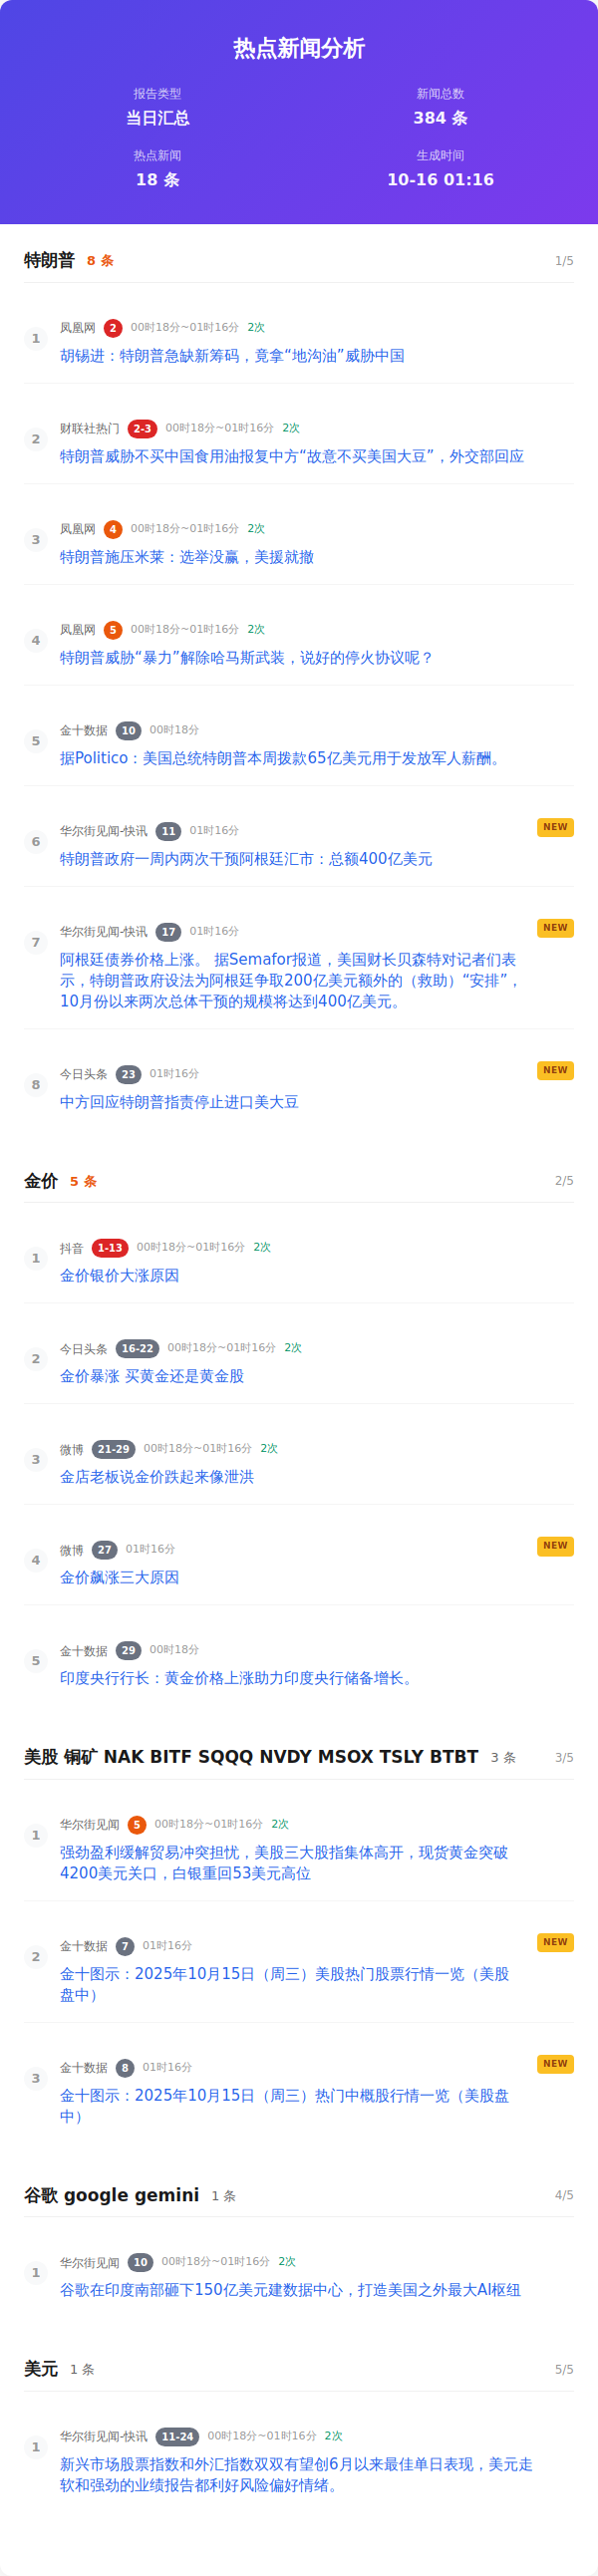 热点新闻分析
报告类型
新闻总数
当日汇总
384 条
热点新闻
生成时间
18 条
10-16 01:16
特朗普 8 条 1/5
1 凤凰网 2 00时18分~01时16分 2次
胡锡进：特朗普急缺新筹码，竟拿“地沟油”威胁中国
2 财联社热门 2-3 00时18分~01时16分 2次
特朗普威胁不买中国食用油报复中方“故意不买美国大豆”，外交部回应
3 凤凰网 4 00时18分~01时16分 2次
特朗普施压米莱：选举没赢，美援就撤
4 凤凰网 5 00时18分~01时16分 2次
特朗普威胁“暴力”解除哈马斯武装，说好的停火协议呢？
5 金十数据 10 00时18分
据Politico：美国总统特朗普本周拨款65亿美元用于发放军人薪酬。
6 华尔街见闻-快讯 11 01时16分 NEW
特朗普政府一周内两次干预阿根廷汇市：总额400亿美元
7 华尔街见闻-快讯 17 01时16分 NEW
阿根廷债券价格上涨。 据Semafor报道，美国财长贝森特对记者们表
示，特朗普政府设法为阿根廷争取200亿美元额外的（救助）“安排”，
10月份以来两次总体干预的规模将达到400亿美元。
8 今日头条 23 01时16分 NEW
中方回应特朗普指责停止进口美大豆
金价 5 条 2/5
1 抖音 1-13 00时18分~01时16分 2次
金价银价大涨原因
2 今日头条 16-22 00时18分~01时16分 2次
金价暴涨 买黄金还是黄金股
3 微博 21-29 00时18分~01时16分 2次
金店老板说金价跌起来像泄洪
4 微博 27 01时16分 NEW
金价飙涨三大原因
5 金十数据 29 00时18分
印度央行行长：黄金价格上涨助力印度央行储备增长。
美股 铜矿 NAK BITF SQQQ NVDY MSOX TSLY BTBT 3 条 3/5
1 华尔街见闻 5 00时18分~01时16分 2次
强劲盈利缓解贸易冲突担忧，美股三大股指集体高开，现货黄金突破
4200美元关口，白银重回53美元高位
2 金十数据 7 01时16分 NEW
金十图示：2025年10月15日（周三）美股热门股票行情一览（美股
盘中）
3 金十数据 8 01时16分 NEW
金十图示：2025年10月15日（周三）热门中概股行情一览（美股盘
中）
谷歌 google gemini 1 条 4/5
1 华尔街见闻 10 00时18分~01时16分 2次
谷歌在印度南部砸下150亿美元建数据中心，打造美国之外最大AI枢纽
美元 1 条 5/5
1 华尔街见闻-快讯 11-24 00时18分~01时16分 2次
新兴市场股票指数和外汇指数双双有望创6月以来最佳单日表现，美元走
软和强劲的业绩报告都利好风险偏好情绪。